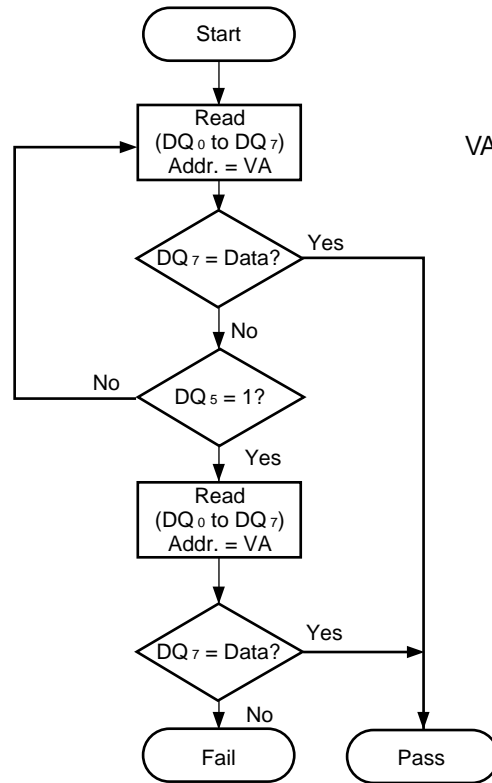 Start
Read
(DQ₀ to DQ₇)
Addr. = VA
VA
DQ₇ = Data?
Yes
No
No
DQ₅ = 1?
Yes
Read
(DQ₀ to DQ₇)
Addr. = VA
DQ₇ = Data?
Yes
No
Fail
Pass